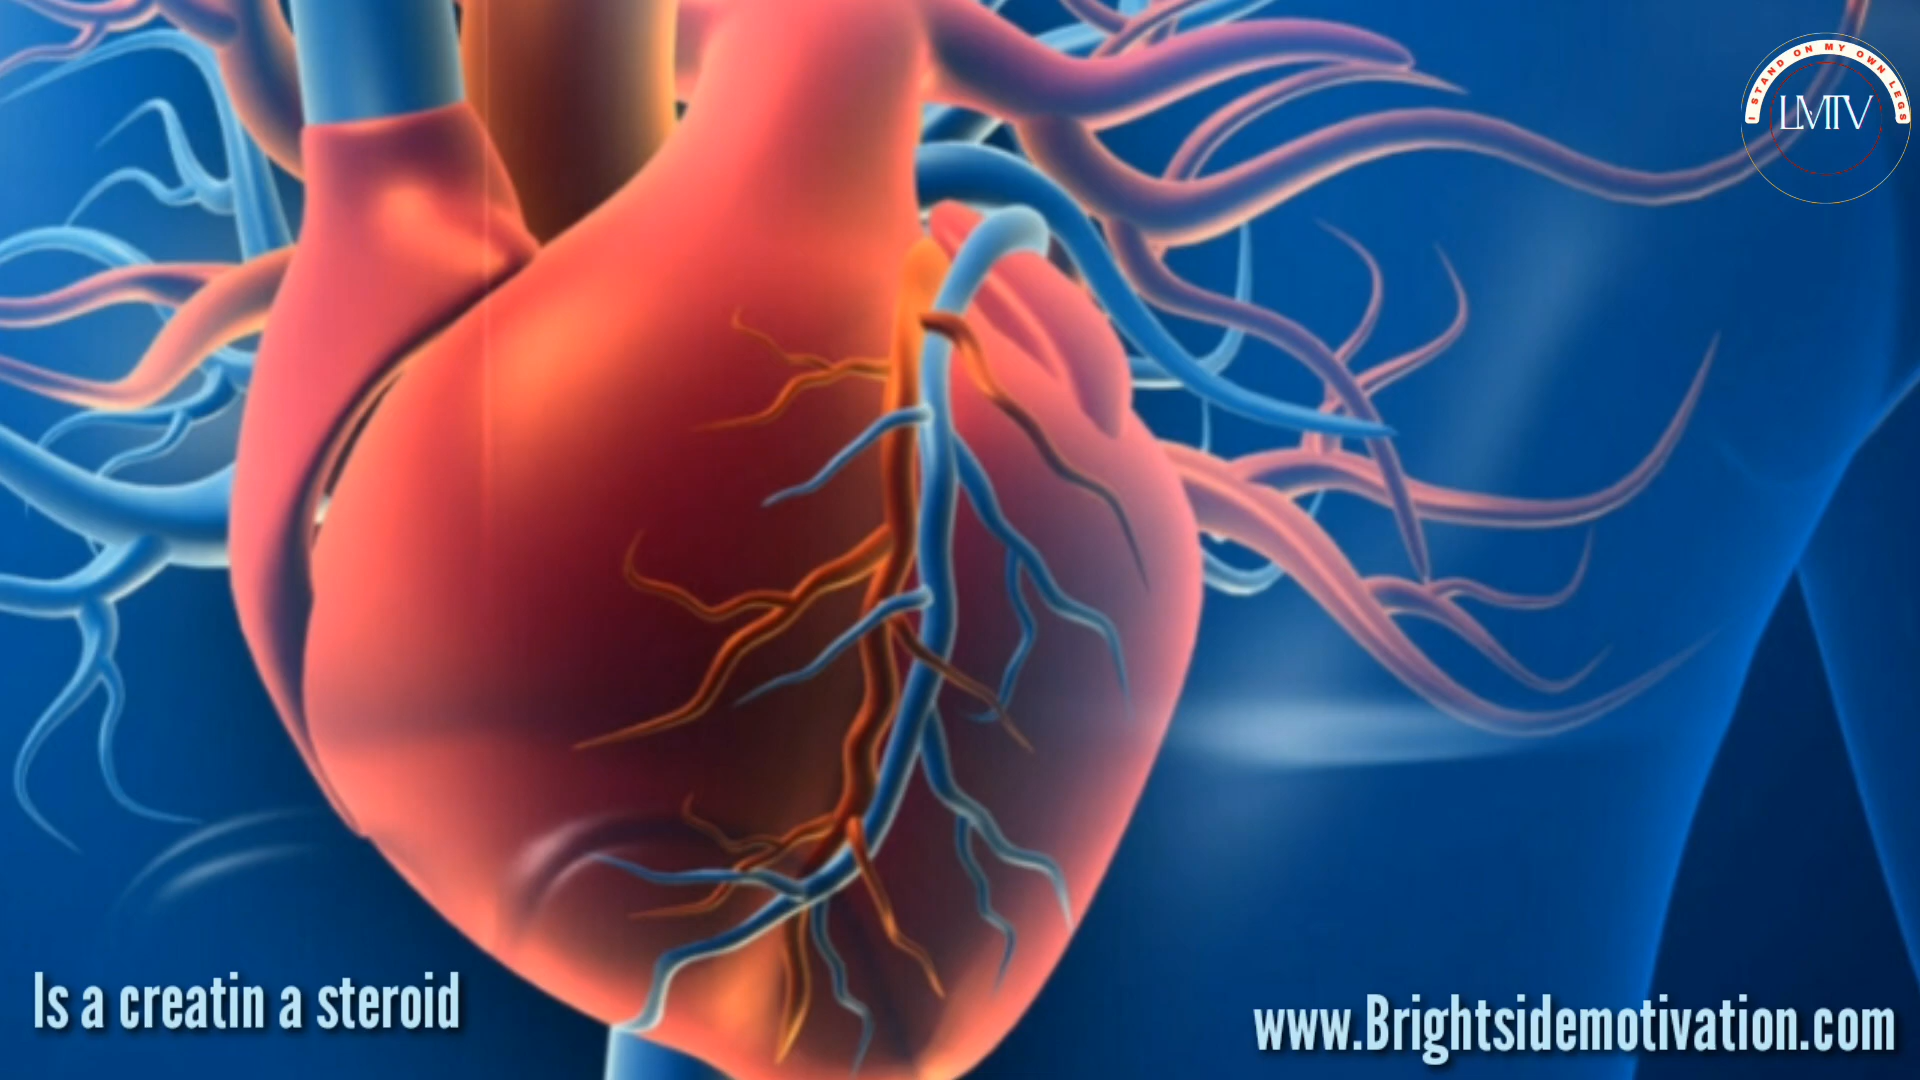 I STAND ON MY OWN LEGS
LMTV
Is a creatin a steroid
www.Brightsidemotivation.com